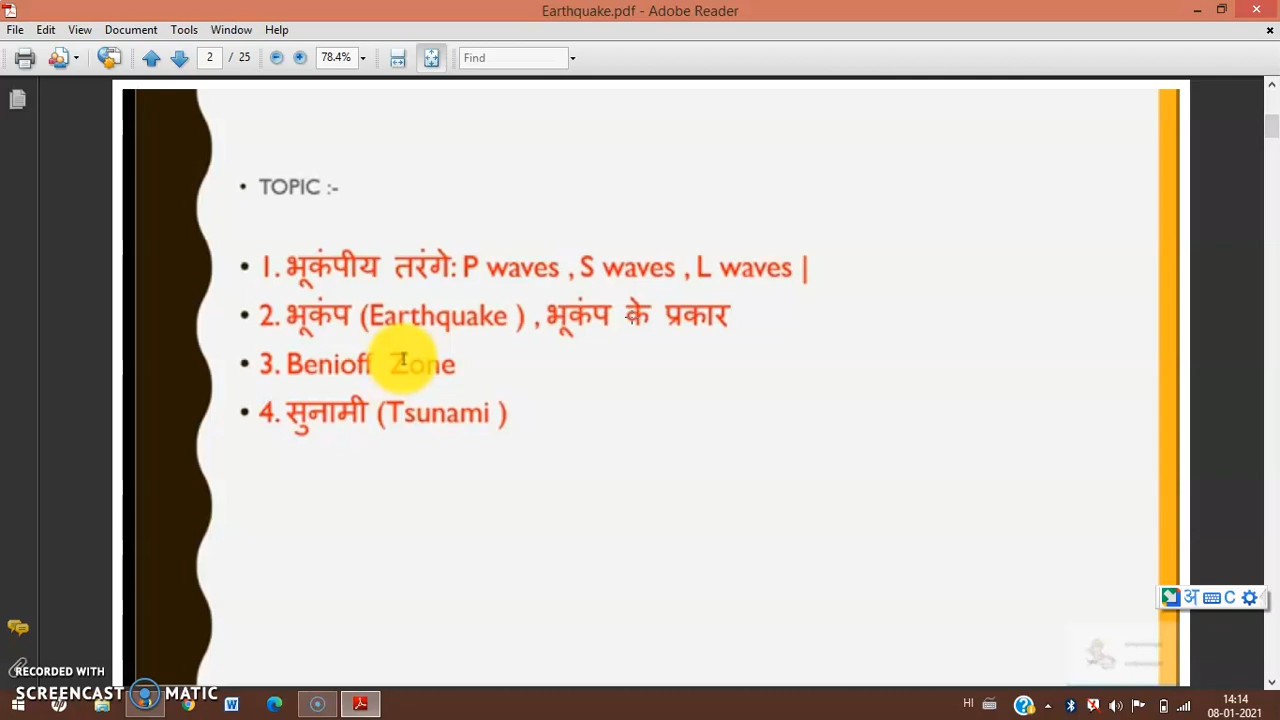 Earthquake.pdf - Adobe Reader
File Edit View Document Tools Window Help
2 / 25 78.4% Find
• TOPIC :-
• 1. भूकंपीय तरंगे: P waves , S waves , L waves |
• 2. भूकंप (Earthquake ) , भूकंप के प्रकार
• 3. Benioff Zone
• 4. सुनामी (Tsunami )
अ C
RECORDED WITH
SCREENCAST MATIC
HI 14:14
08-01-2021